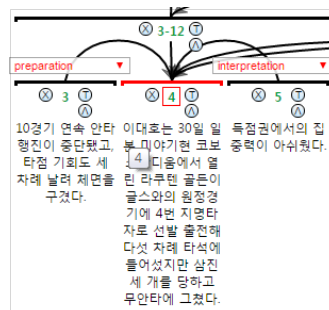 3-12
preparation
interpretation
3
4
5
10경기 연속 안타
행진이 중단됐고,
타점 기회도 세
차례 날려 체면을
구겼다.
이대호는 30일 일
본 미야기현 코보
디움에서 열
린 라쿠텐 골든이
글스와의 원정경
기에 4번 지명타
자로 선발 출전해
다섯 차례 타석에
들어섰지만 삼진
세 개를 당하고
무안타에 그쳤다.
4
득점권에서의 집
중력이 아쉬웠다.